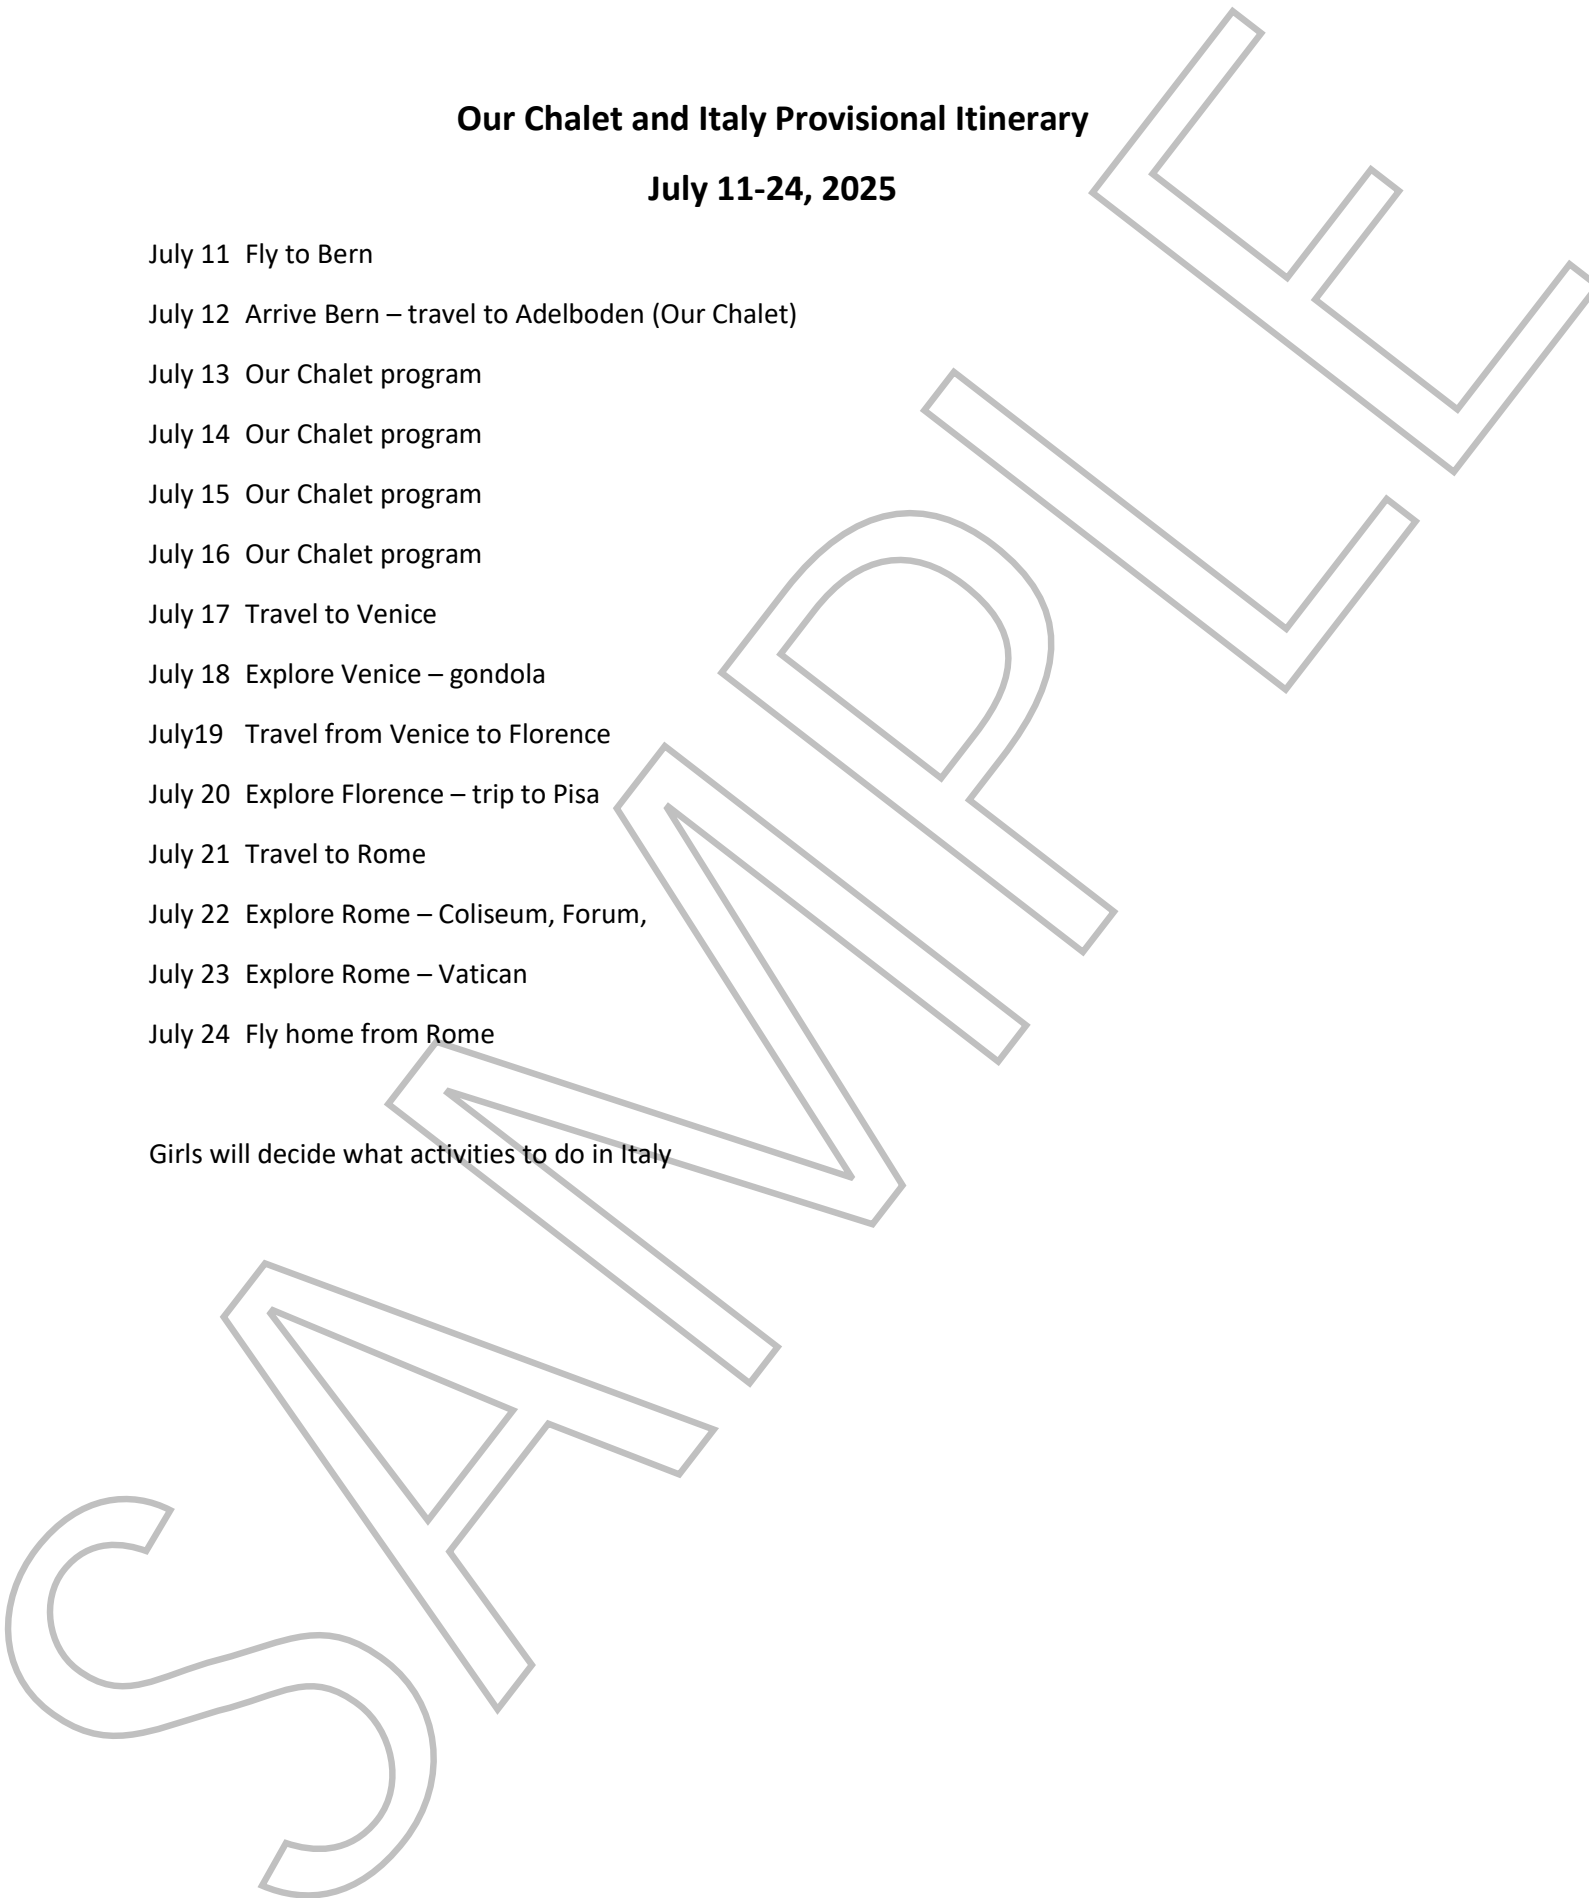 Our Chalet and Italy Provisional Itinerary
July 11-24, 2025
July 11 Fly to Bern
July 12 Arrive Bern – travel to Adelboden (Our Chalet)
July 13 Our Chalet program
July 14 Our Chalet program
July 15 Our Chalet program
July 16 Our Chalet program
July 17 Travel to Venice
July 18 Explore Venice – gondola
July19 Travel from Venice to Florence
July 20 Explore Florence – trip to Pisa
July 21 Travel to Rome
July 22 Explore Rome – Coliseum, Forum,
July 23 Explore Rome – Vatican
July 24 Fly home from Rome
Girls will decide what activities to do in Italy
SAMPLE